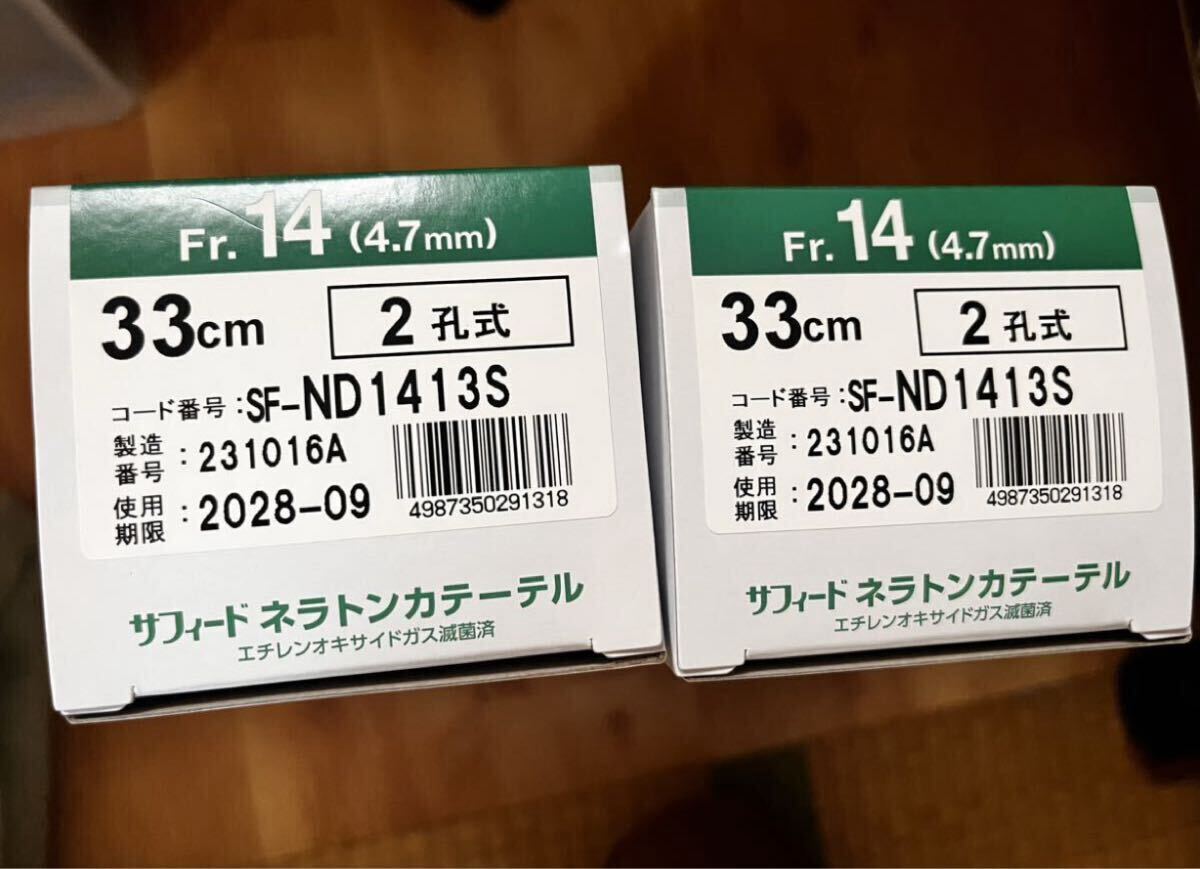 Fr.14 (4.7mm)
33cm
2 孔式
コード番号:SF-ND1413S
製造番号:231016A
使用期限:2028-09
4987350291318
サフィード ネラトンカテーテル
エチレンオキサイドガス滅菌済
Fr.14 (4.7mm)
33cm
2 孔式
コード番号:SF-ND1413S
製造番号:231016A
使用期限:2028-09
4987350291318
サフィード ネラトンカテーテル
エチレンオキサイドガス滅菌済